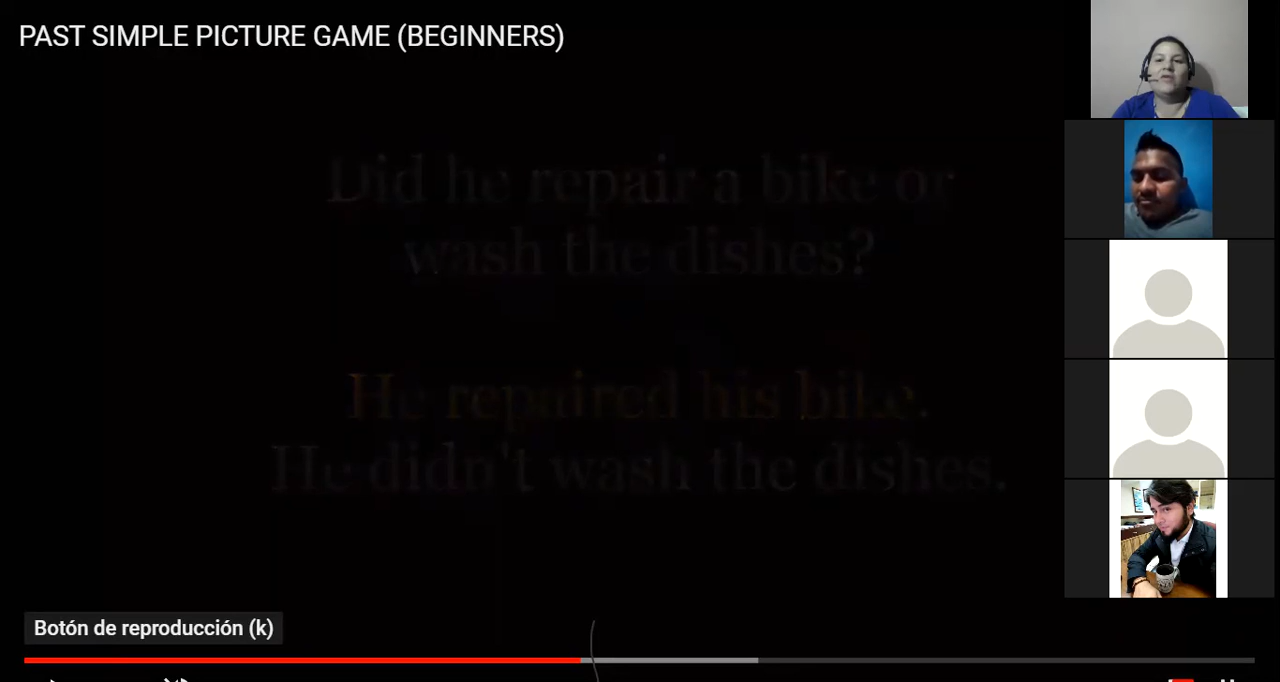 PAST SIMPLE PICTURE GAME (BEGINNERS)
Did he repair a bike or
wash the dishes?
He repaired his bike.
He didn't wash the dishes.
Botón de reproducción (k)